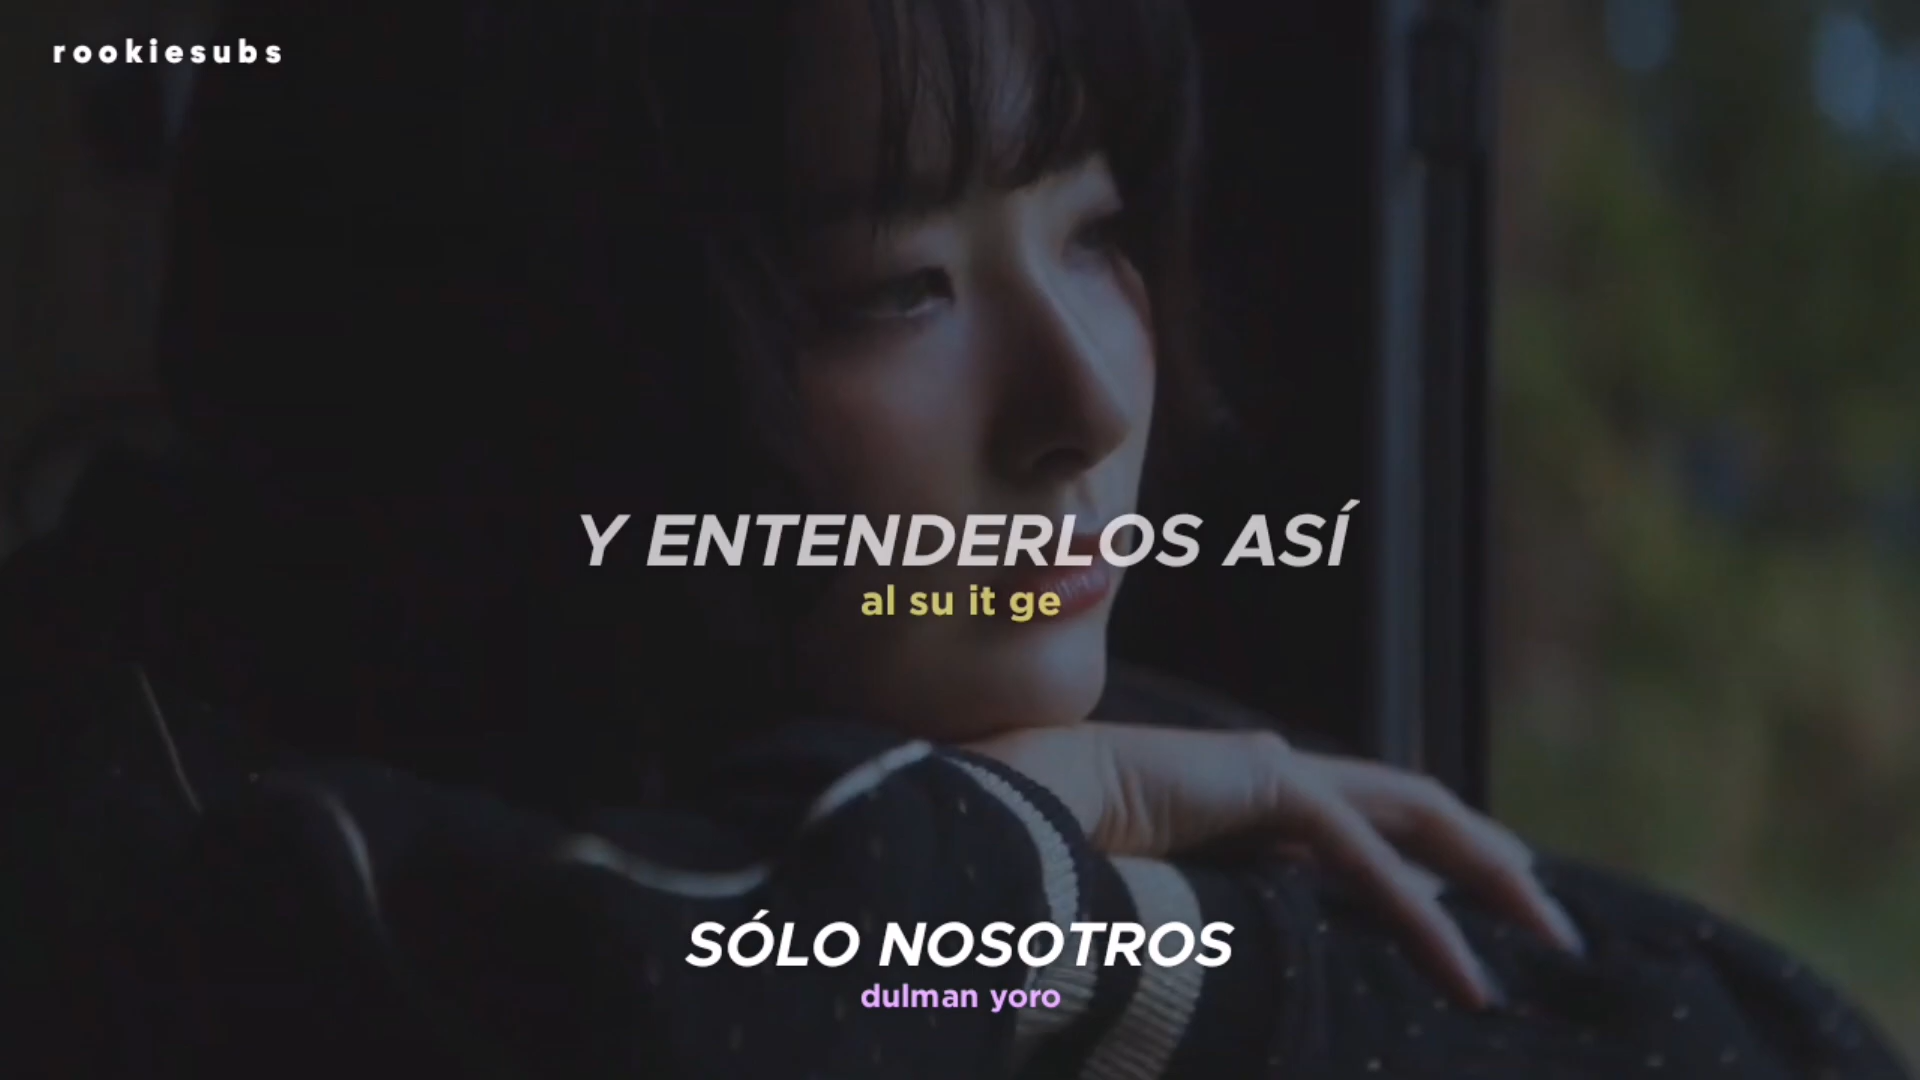 rookiesubs
Y ENTENDERLOS ASÍ
al su it ge
SÓLO NOSOTROS
dulman yoro